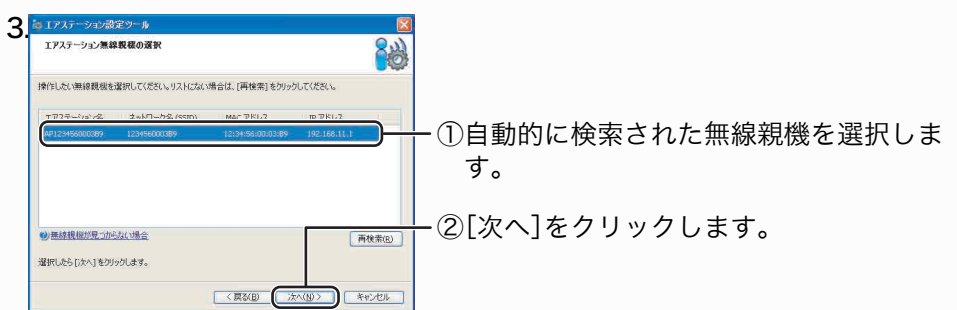 3.
エアステーション設定ツール
エアステーション無線親機の選択
操作したい無線親機を選択してください。リストにない場合は、[再検索]をクリックしてください。
エアステーション名 ネットワーク名(SSID) MAC アドレス IP アドレス
AP1234560003B9 1234560003B9 12:34:56:00:03:B9 192.168.11.1
①自動的に検索された無線親機を選択しま
す。
無線親機が見つからない場合
再検索(R)
②[次へ]をクリックします。
選択したら[次へ]をクリックします。
< 戻る(B) 次へ(N) > キャンセル